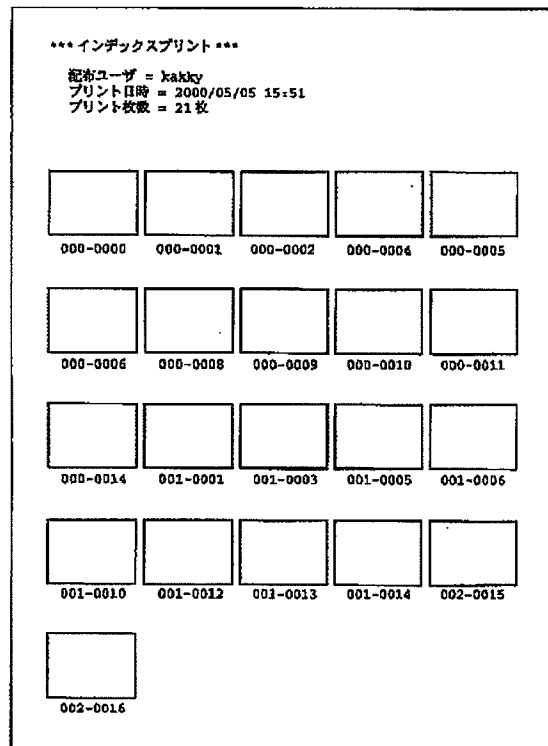 *** インデックスプリント ***
配布ユーザ = kakky
プリント日時 = 2000/05/05 15:51
プリント枚数 = 21枚
000-0000 000-0001 000-0002 000-0004 000-0005
000-0006 000-0008 000-0009 000-0010 000-0011
000-0014 001-0001 001-0003 001-0005 001-0006
001-0010 001-0012 001-0013 001-0014 002-0015
002-0016